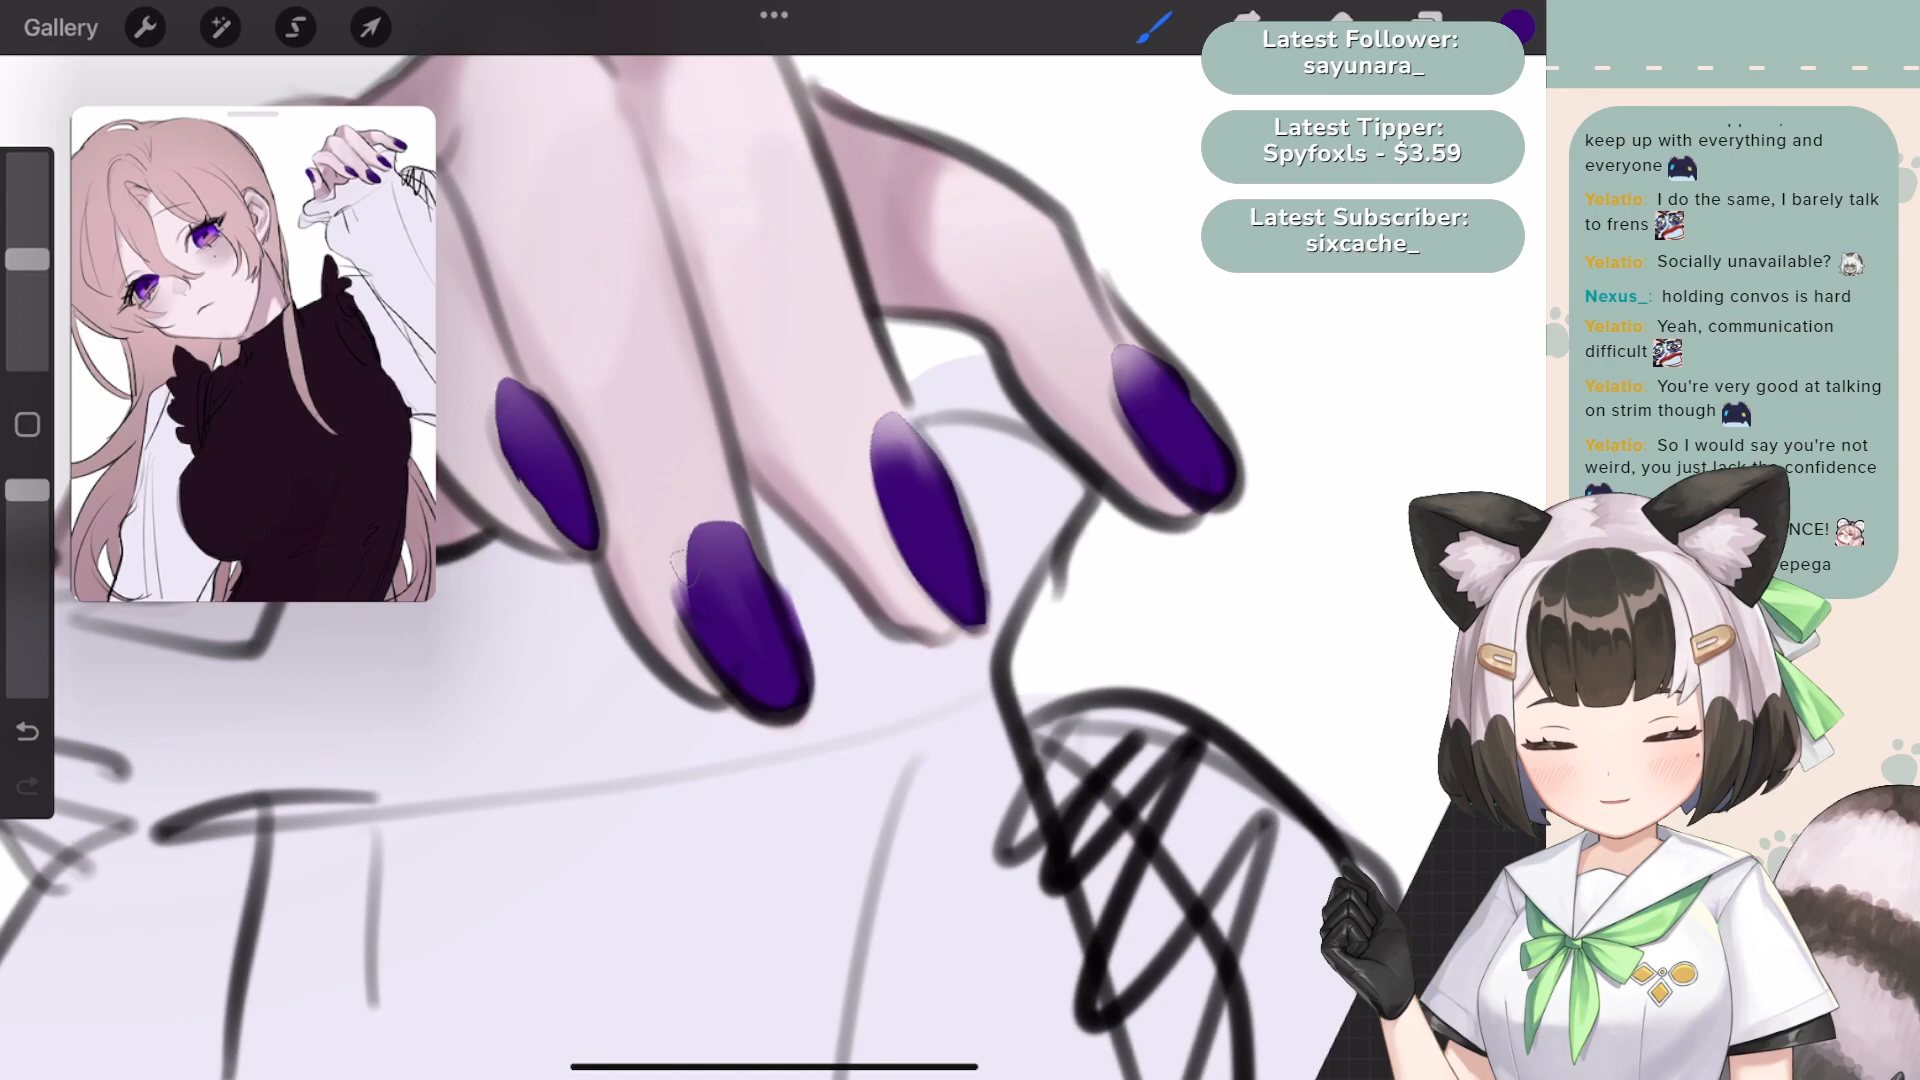 Gallery
Latest Follower:
sayunara_
Latest Tipper:
Spyfoxls - $3.59
Latest Subscriber:
sixcache_
keep up with everything and
everyone
Yelatio: I do the same, I barely talk
to frens
Yelatio: Socially unavailable?
Nexus_: holding convos is hard
Yelatio: Yeah, communication
difficult
Yelatio: You're very good at talking
on strim though
Yelatio: So I would say you're not
weird, you just lack the confidence
NCE!
epega